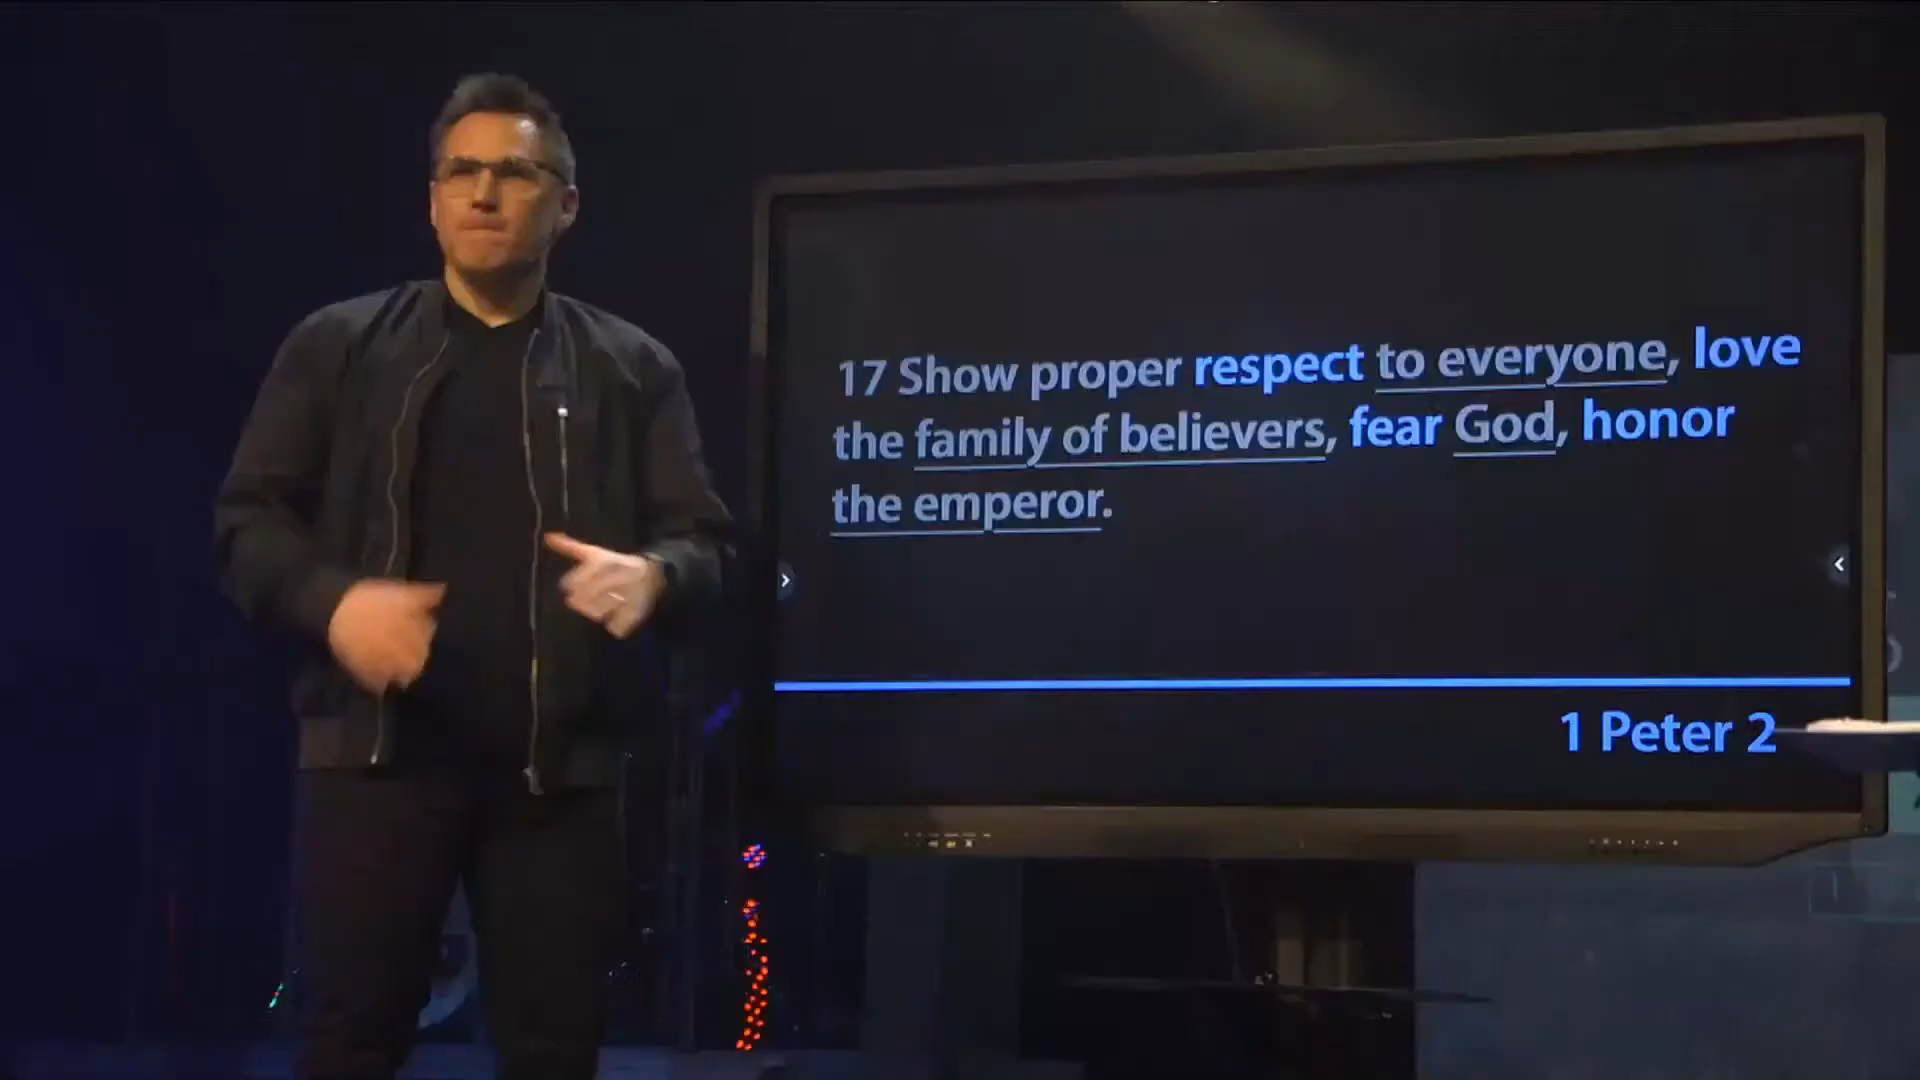 17 Show proper respect to everyone, love
the family of believers, fear God, honor
the emperor.
1 Peter 2